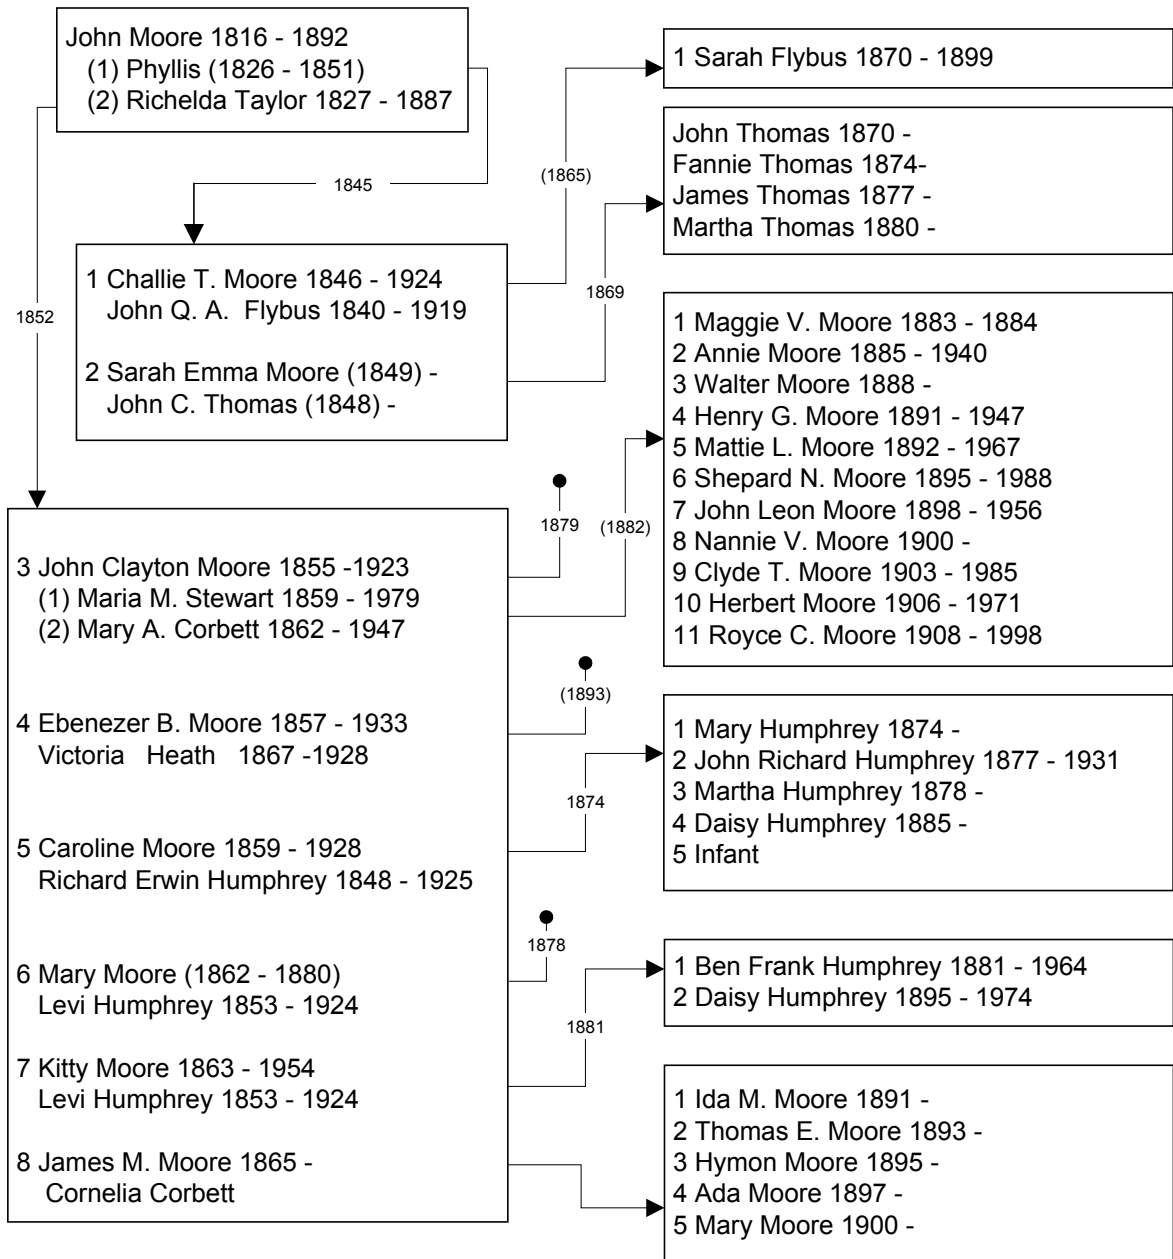 John Moore 1816 - 1892
(1) Phyllis (1826 - 1851)
(2) Richelda Taylor 1827 - 1887
1845
1852
1 Challie T. Moore 1846 - 1924
John Q. A. Flybus 1840 - 1919
2 Sarah Emma Moore (1849) -
John C. Thomas (1848) -
(1865)
1869
1 Sarah Flybus 1870 - 1899
John Thomas 1870 -
Fannie Thomas 1874-
James Thomas 1877 -
Martha Thomas 1880 -
3 John Clayton Moore 1855 -1923
(1) Maria M. Stewart 1859 - 1979
(2) Mary A. Corbett 1862 - 1947
1879
(1882)
1 Maggie V. Moore 1883 - 1884
2 Annie Moore 1885 - 1940
3 Walter Moore 1888 -
4 Henry G. Moore 1891 - 1947
5 Mattie L. Moore 1892 - 1967
6 Shepard N. Moore 1895 - 1988
7 John Leon Moore 1898 - 1956
8 Nannie V. Moore 1900 -
9 Clyde T. Moore 1903 - 1985
10 Herbert Moore 1906 - 1971
11 Royce C. Moore 1908 - 1998
4 Ebenezer B. Moore 1857 - 1933
Victoria Heath 1867 -1928
(1893)
5 Caroline Moore 1859 - 1928
Richard Erwin Humphrey 1848 - 1925
1874
1 Mary Humphrey 1874 -
2 John Richard Humphrey 1877 - 1931
3 Martha Humphrey 1878 -
4 Daisy Humphrey 1885 -
5 Infant
6 Mary Moore (1862 - 1880)
Levi Humphrey 1853 - 1924
1878
7 Kitty Moore 1863 - 1954
Levi Humphrey 1853 - 1924
1881
1 Ben Frank Humphrey 1881 - 1964
2 Daisy Humphrey 1895 - 1974
8 James M. Moore 1865 -
Cornelia Corbett
1 Ida M. Moore 1891 -
2 Thomas E. Moore 1893 -
3 Hymon Moore 1895 -
4 Ada Moore 1897 -
5 Mary Moore 1900 -